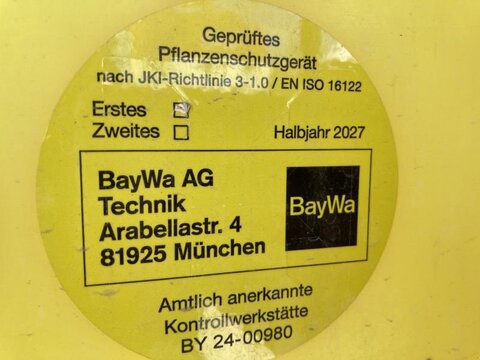 Geprüftes
Pflanzenschutzgerät
nach JKI-Richtlinie 3-1.0 / EN ISO 16122
Erstes
Zweites Halbjahr 2027
BayWa AG
Technik
Arabellastr. 4
81925 München
BayWa
Amtlich anerkannte
Kontrollwerkstätte
BY 24-00980